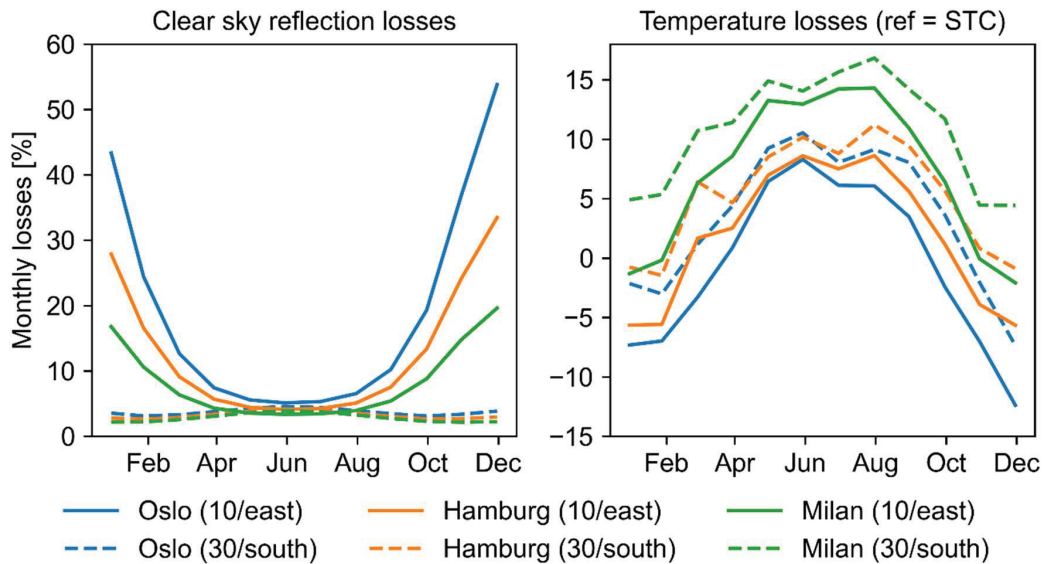 Clear sky reflection losses
Temperature losses (ref = STC)
Monthly losses [%]
60
50
40
30
20
10
0
Feb Apr Jun Aug Oct Dec
15
10
5
0
−5
−10
−15
Feb Apr Jun Aug Oct Dec
Oslo (10/east) Hamburg (10/east) Milan (10/east)
Oslo (30/south) Hamburg (30/south) Milan (30/south)